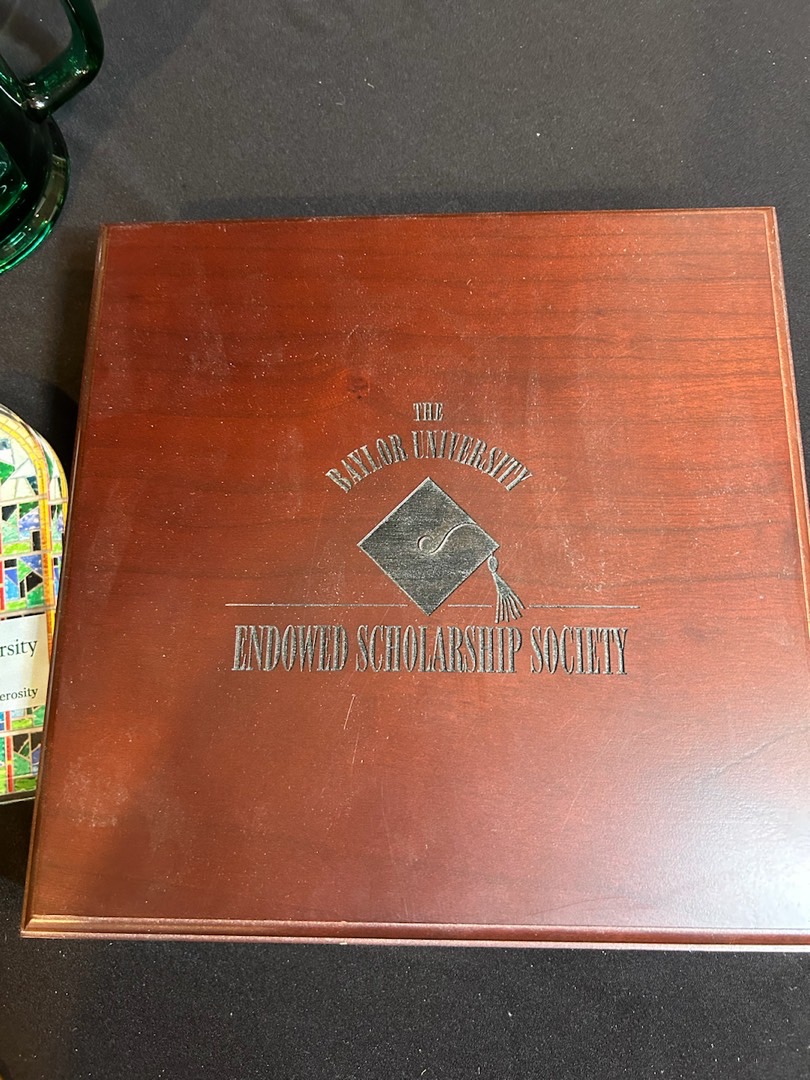 THE
BAYLOR UNIVERSITY
ENDOWED SCHOLARSHIP SOCIETY
rsity
erosity